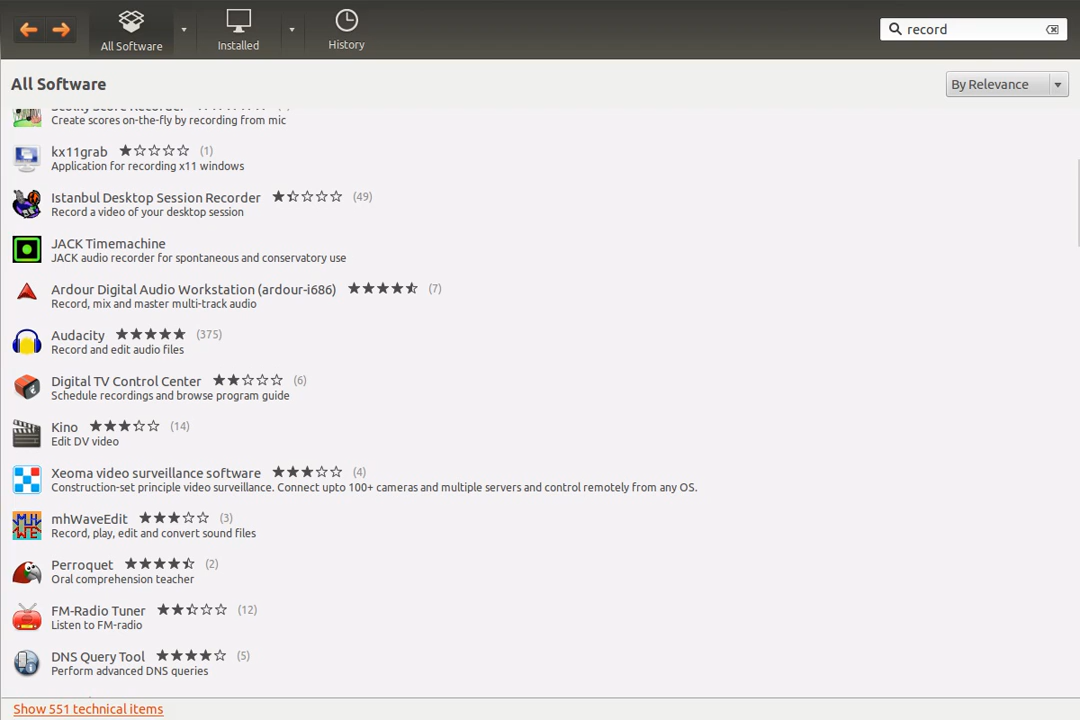 All Software
Installed
History
record
All Software
By Relevance
Create scores on-the-fly by recording from mic
kx11grab (1)
Application for recording x11 windows
Istanbul Desktop Session Recorder (49)
Record a video of your desktop session
JACK Timemachine
JACK audio recorder for spontaneous and conservatory use
Ardour Digital Audio Workstation (ardour-i686) (7)
Record, mix and master multi-track audio
Audacity (375)
Record and edit audio files
Digital TV Control Center (6)
Schedule recordings and browse program guide
Kino (14)
Edit DV video
Xeoma video surveillance software (4)
Construction-set principle video surveillance. Connect upto 100+ cameras and multiple servers and control remotely from any OS.
mhWaveEdit (3)
Record, play, edit and convert sound files
Perroquet (2)
Oral comprehension teacher
FM-Radio Tuner (12)
Listen to FM-radio
DNS Query Tool (5)
Perform advanced DNS queries
Show 551 technical items